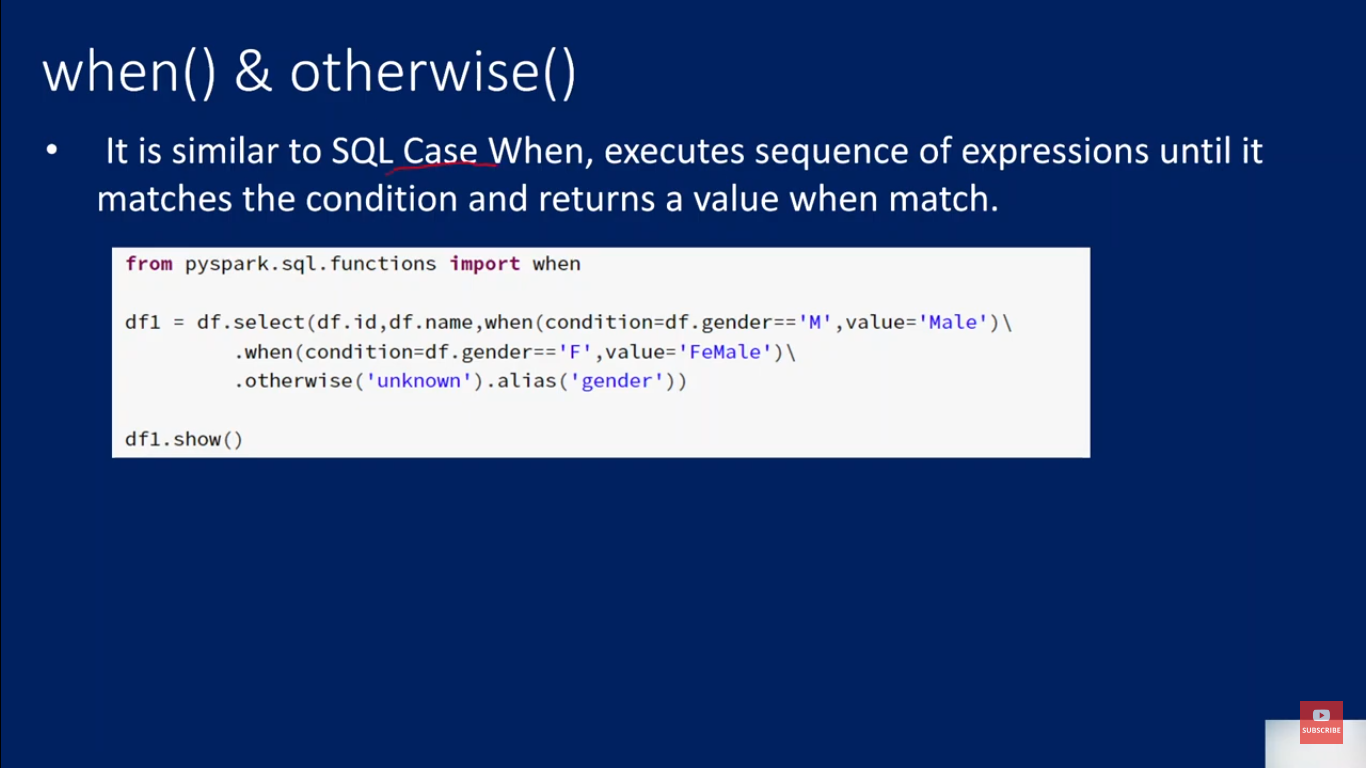 when() & otherwise()
• It is similar to SQL Case When, executes sequence of expressions until it
matches the condition and returns a value when match.
from pyspark.sql.functions import when
df1 = df.select(df.id,df.name,when(condition=df.gender=='M',value='Male')\
.when(condition=df.gender=='F',value='FeMale')\
.otherwise('unknown').alias('gender'))
df1.show()
SUBSCRIBE